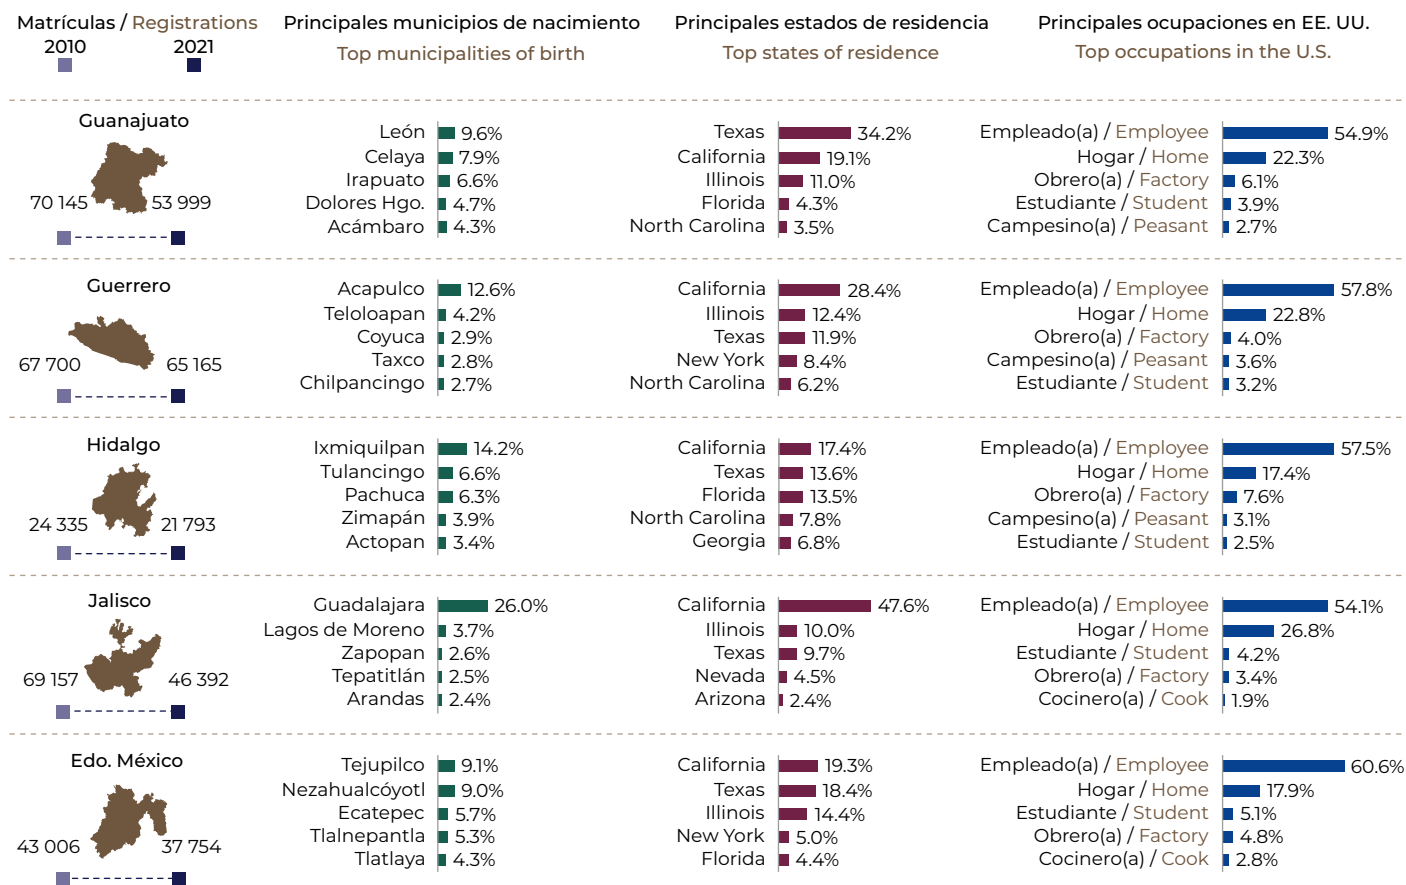 Matrículas / Registrations
2010 2021
Principales municipios de nacimiento
Top municipalities of birth
Principales estados de residencia
Top states of residence
Principales ocupaciones en EE. UU.
Top occupations in the U.S.
Guanajuato
70 145 53 999
León 9.6%
Celaya 7.9%
Irapuato 6.6%
Dolores Hgo. 4.7%
Acámbaro 4.3%
Texas 34.2%
California 19.1%
Illinois 11.0%
Florida 4.3%
North Carolina 3.5%
Empleado(a) / Employee 54.9%
Hogar / Home 22.3%
Obrero(a) / Factory 6.1%
Estudiante / Student 3.9%
Campesino(a) / Peasant 2.7%
Guerrero
67 700 65 165
Acapulco 12.6%
Teloloapan 4.2%
Coyuca 2.9%
Taxco 2.8%
Chilpancingo 2.7%
California 28.4%
Illinois 12.4%
Texas 11.9%
New York 8.4%
North Carolina 6.2%
Empleado(a) / Employee 57.8%
Hogar / Home 22.8%
Obrero(a) / Factory 4.0%
Campesino(a) / Peasant 3.6%
Estudiante / Student 3.2%
Hidalgo
24 335 21 793
Ixmiquilpan 14.2%
Tulancingo 6.6%
Pachuca 6.3%
Zimapán 3.9%
Actopan 3.4%
California 17.4%
Texas 13.6%
Florida 13.5%
North Carolina 7.8%
Georgia 6.8%
Empleado(a) / Employee 57.5%
Hogar / Home 17.4%
Obrero(a) / Factory 7.6%
Campesino(a) / Peasant 3.1%
Estudiante / Student 2.5%
Jalisco
69 157 46 392
Guadalajara 26.0%
Lagos de Moreno 3.7%
Zapopan 2.6%
Tepatitlán 2.5%
Arandas 2.4%
California 47.6%
Illinois 10.0%
Texas 9.7%
Nevada 4.5%
Arizona 2.4%
Empleado(a) / Employee 54.1%
Hogar / Home 26.8%
Estudiante / Student 4.2%
Obrero(a) / Factory 3.4%
Cocinero(a) / Cook 1.9%
Edo. México
43 006 37 754
Tejupilco 9.1%
Nezahualcóyotl 9.0%
Ecatepec 5.7%
Tlalnepantla 5.3%
Tlatlaya 4.3%
California 19.3%
Texas 18.4%
Illinois 14.4%
New York 5.0%
Florida 4.4%
Empleado(a) / Employee 60.6%
Hogar / Home 17.9%
Estudiante / Student 5.1%
Obrero(a) / Factory 4.8%
Cocinero(a) / Cook 2.8%